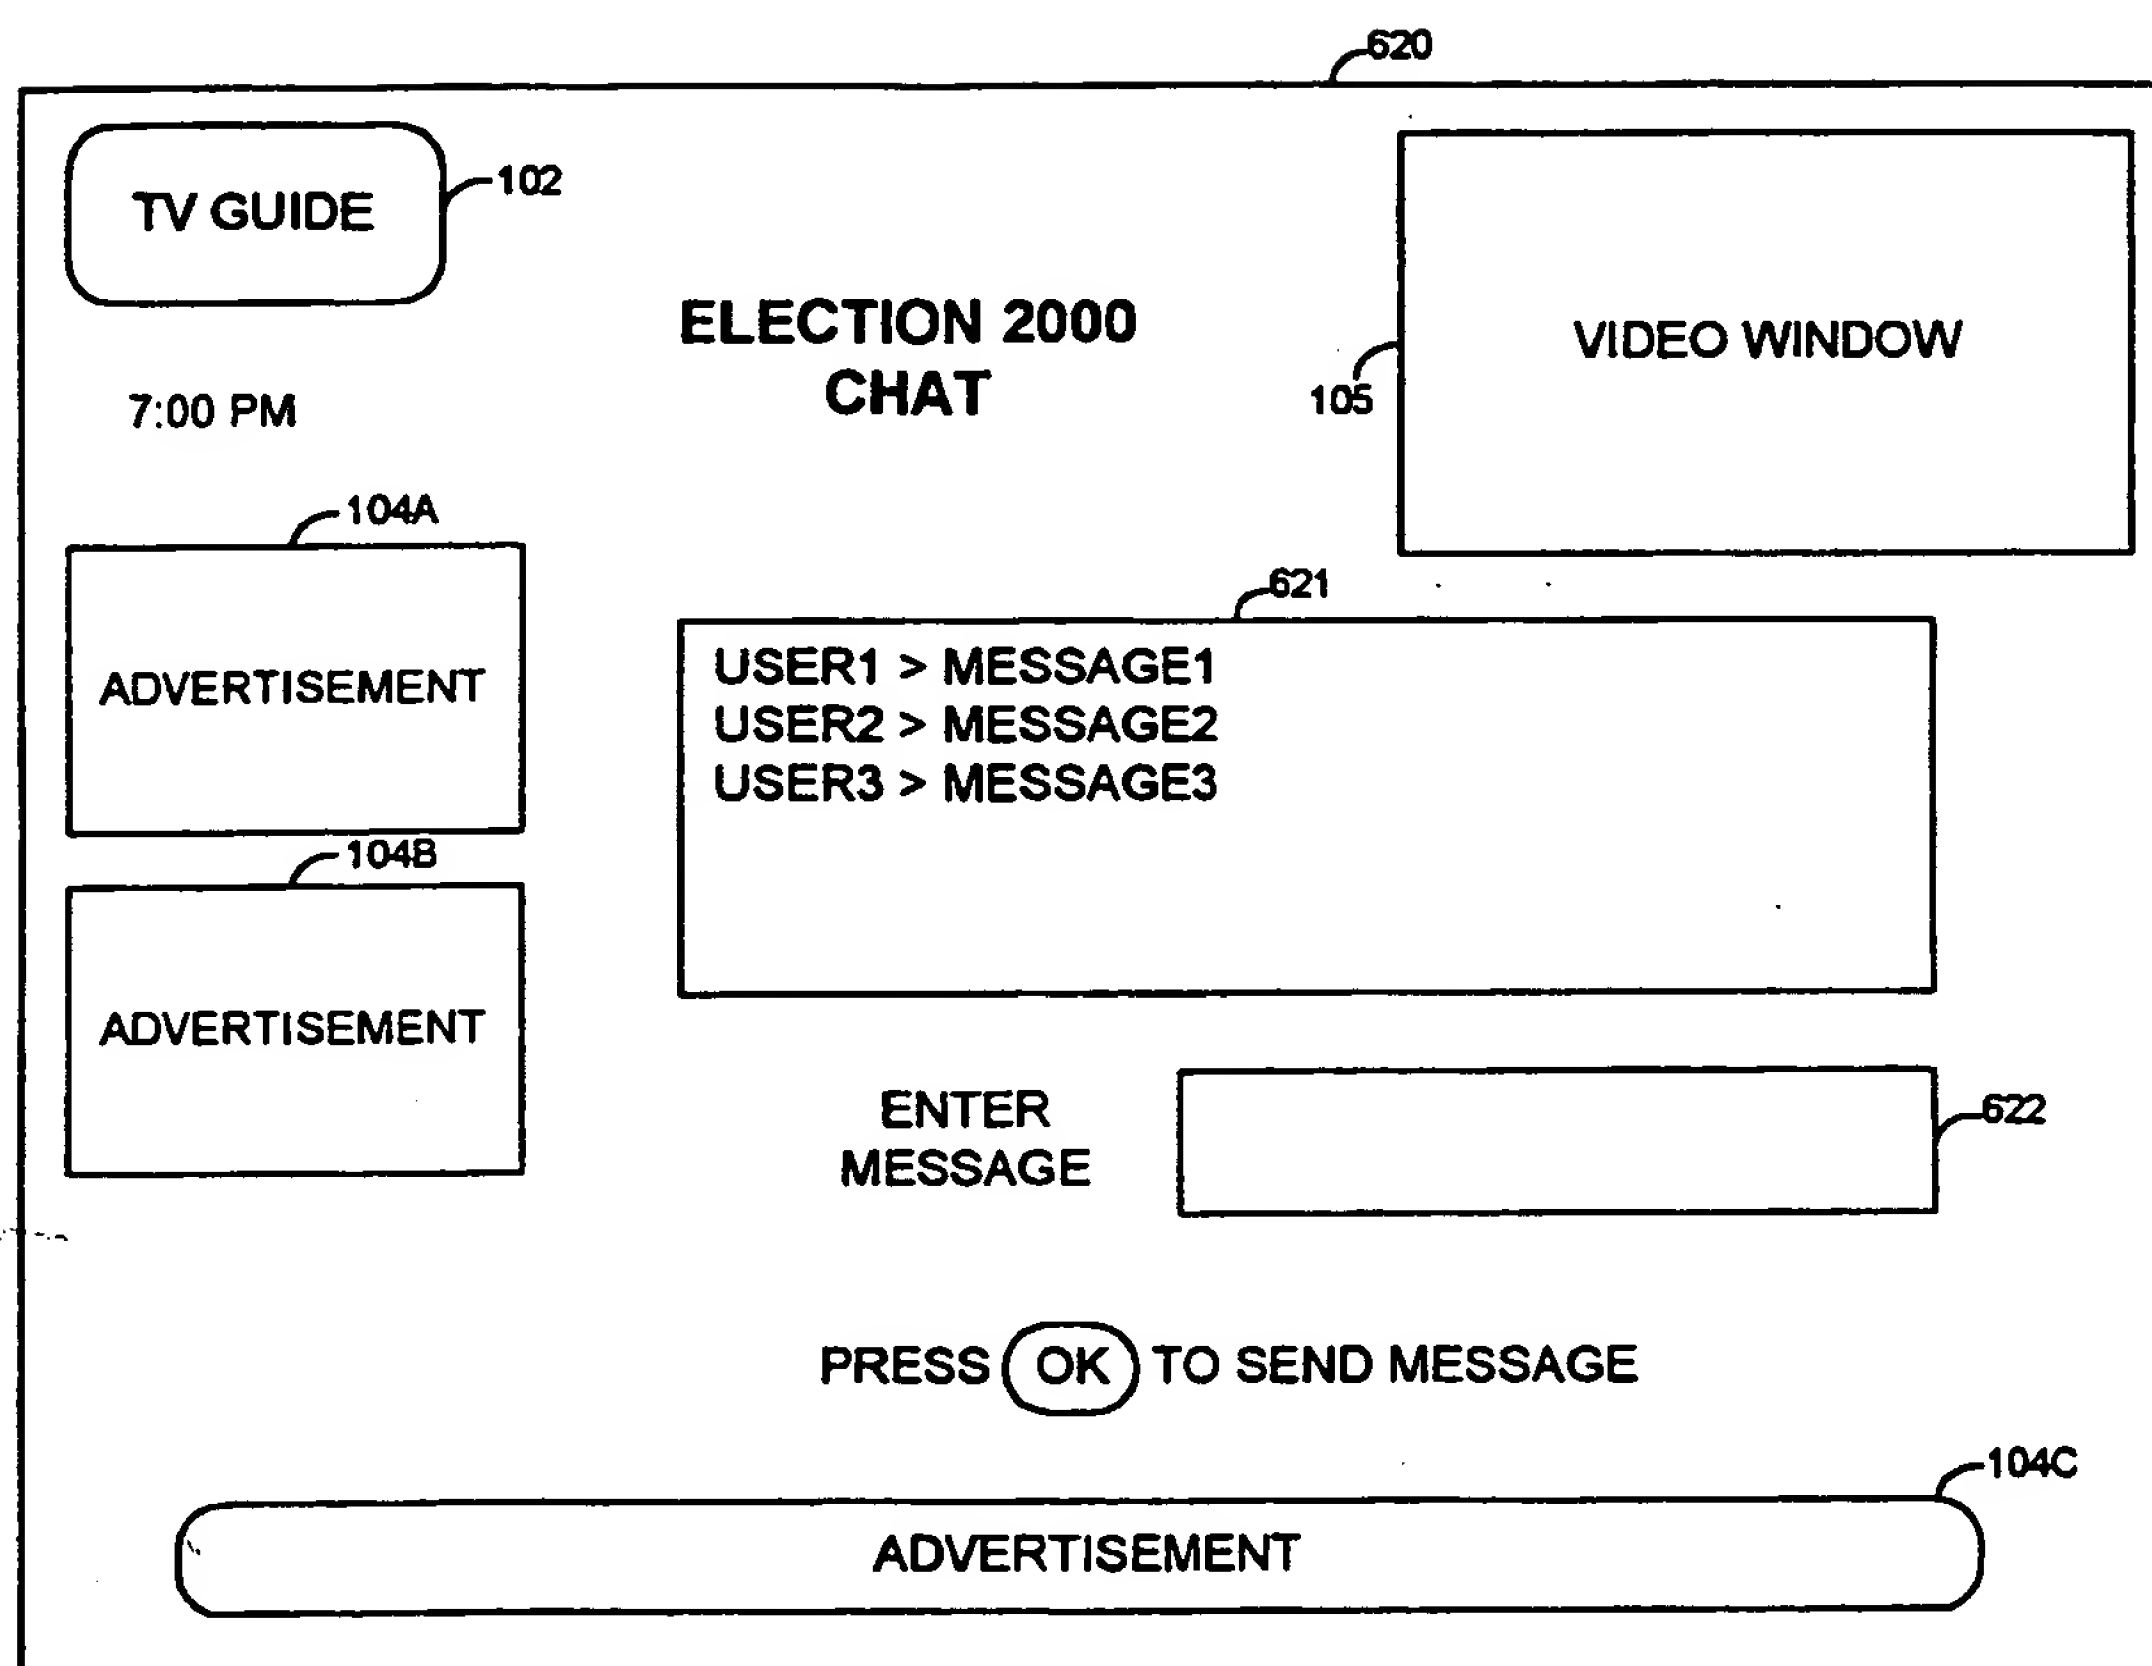 620
TV GUIDE
102
ELECTION 2000
CHAT
VIDEO WINDOW
105
7:00 PM
104A
ADVERTISEMENT
621
USER1 > MESSAGE1
USER2 > MESSAGE2
USER3 > MESSAGE3
104B
ADVERTISEMENT
ENTER
MESSAGE
622
PRESS OK TO SEND MESSAGE
104C
ADVERTISEMENT